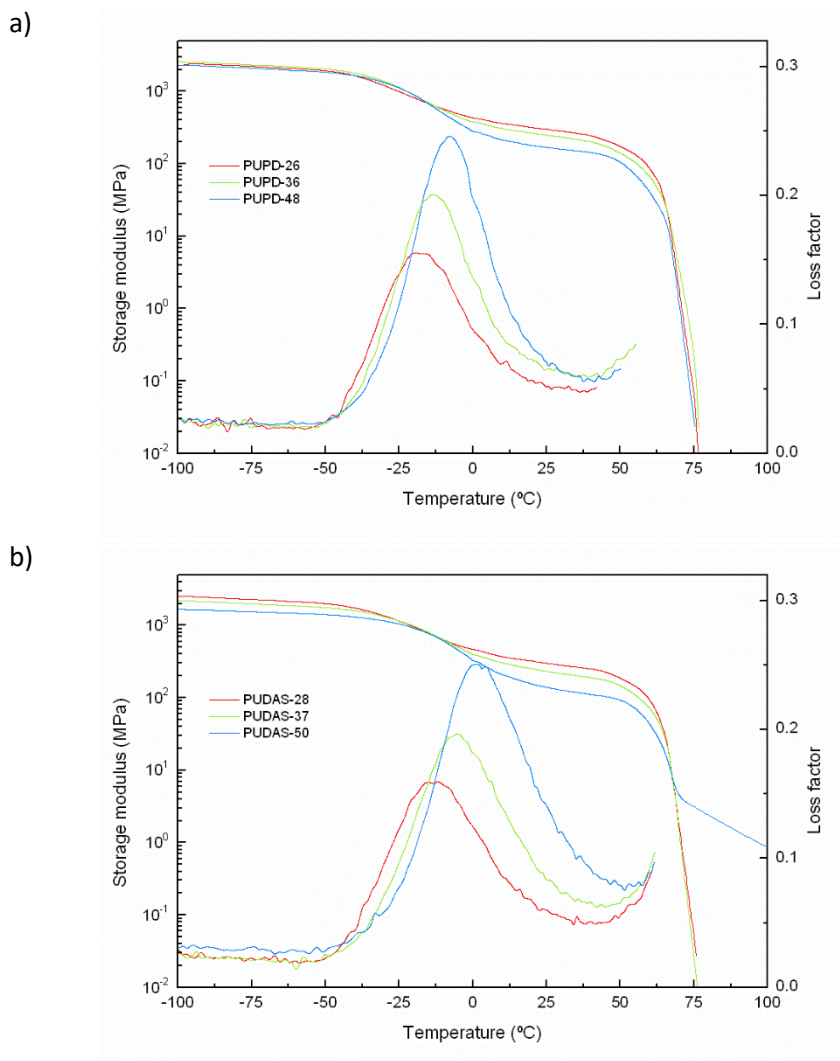 a)
10³
10²
10¹
10⁰
10⁻¹
10⁻²
Storage modulus (MPa)
PUPD-26
PUPD-36
PUPD-48
0.3
0.2
0.1
0.0
Loss factor
-100 -75 -50 -25 0 25 50 75 100
Temperature (ºC)
b)
10³
10²
10¹
10⁰
10⁻¹
10⁻²
Storage modulus (MPa)
PUDAS-28
PUDAS-37
PUDAS-50
0.3
0.2
0.1
0.0
Loss factor
-100 -75 -50 -25 0 25 50 75 100
Temperature (ºC)